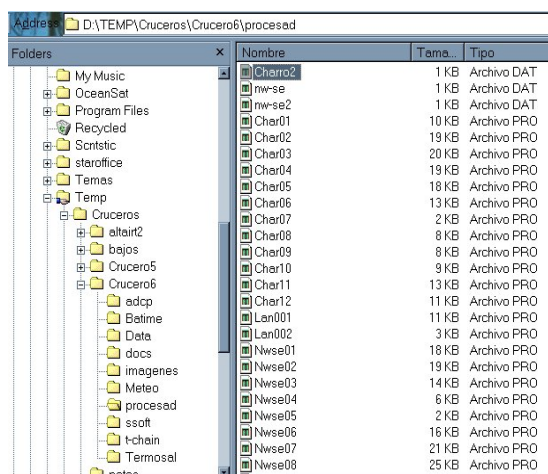 Address D:\TEMP\Cruceros\Crucero6\procesad
Folders ×
My Music
OceanSat
Program Files
Recycled
Scntstic
staroffice
Temas
Temp
Cruceros
altairt2
bajos
Crucero5
Crucero6
adcp
Batime
Data
docs
imagenes
Meteo
procesad
ssoft
t-chain
Termosal
Nombre Tama... Tipo
Charro2 1 KB Archivo DAT
nw-se 1 KB Archivo DAT
nw-se2 1 KB Archivo DAT
Char01 10 KB Archivo PRO
Char02 19 KB Archivo PRO
Char03 20 KB Archivo PRO
Char04 19 KB Archivo PRO
Char05 18 KB Archivo PRO
Char06 13 KB Archivo PRO
Char07 2 KB Archivo PRO
Char08 8 KB Archivo PRO
Char09 8 KB Archivo PRO
Char10 9 KB Archivo PRO
Char11 13 KB Archivo PRO
Char12 11 KB Archivo PRO
Lan001 11 KB Archivo PRO
Lan002 3 KB Archivo PRO
Nwse01 18 KB Archivo PRO
Nwse02 19 KB Archivo PRO
Nwse03 14 KB Archivo PRO
Nwse04 6 KB Archivo PRO
Nwse05 2 KB Archivo PRO
Nwse06 16 KB Archivo PRO
Nwse07 21 KB Archivo PRO
Nwse08 25 KB Archivo PRO